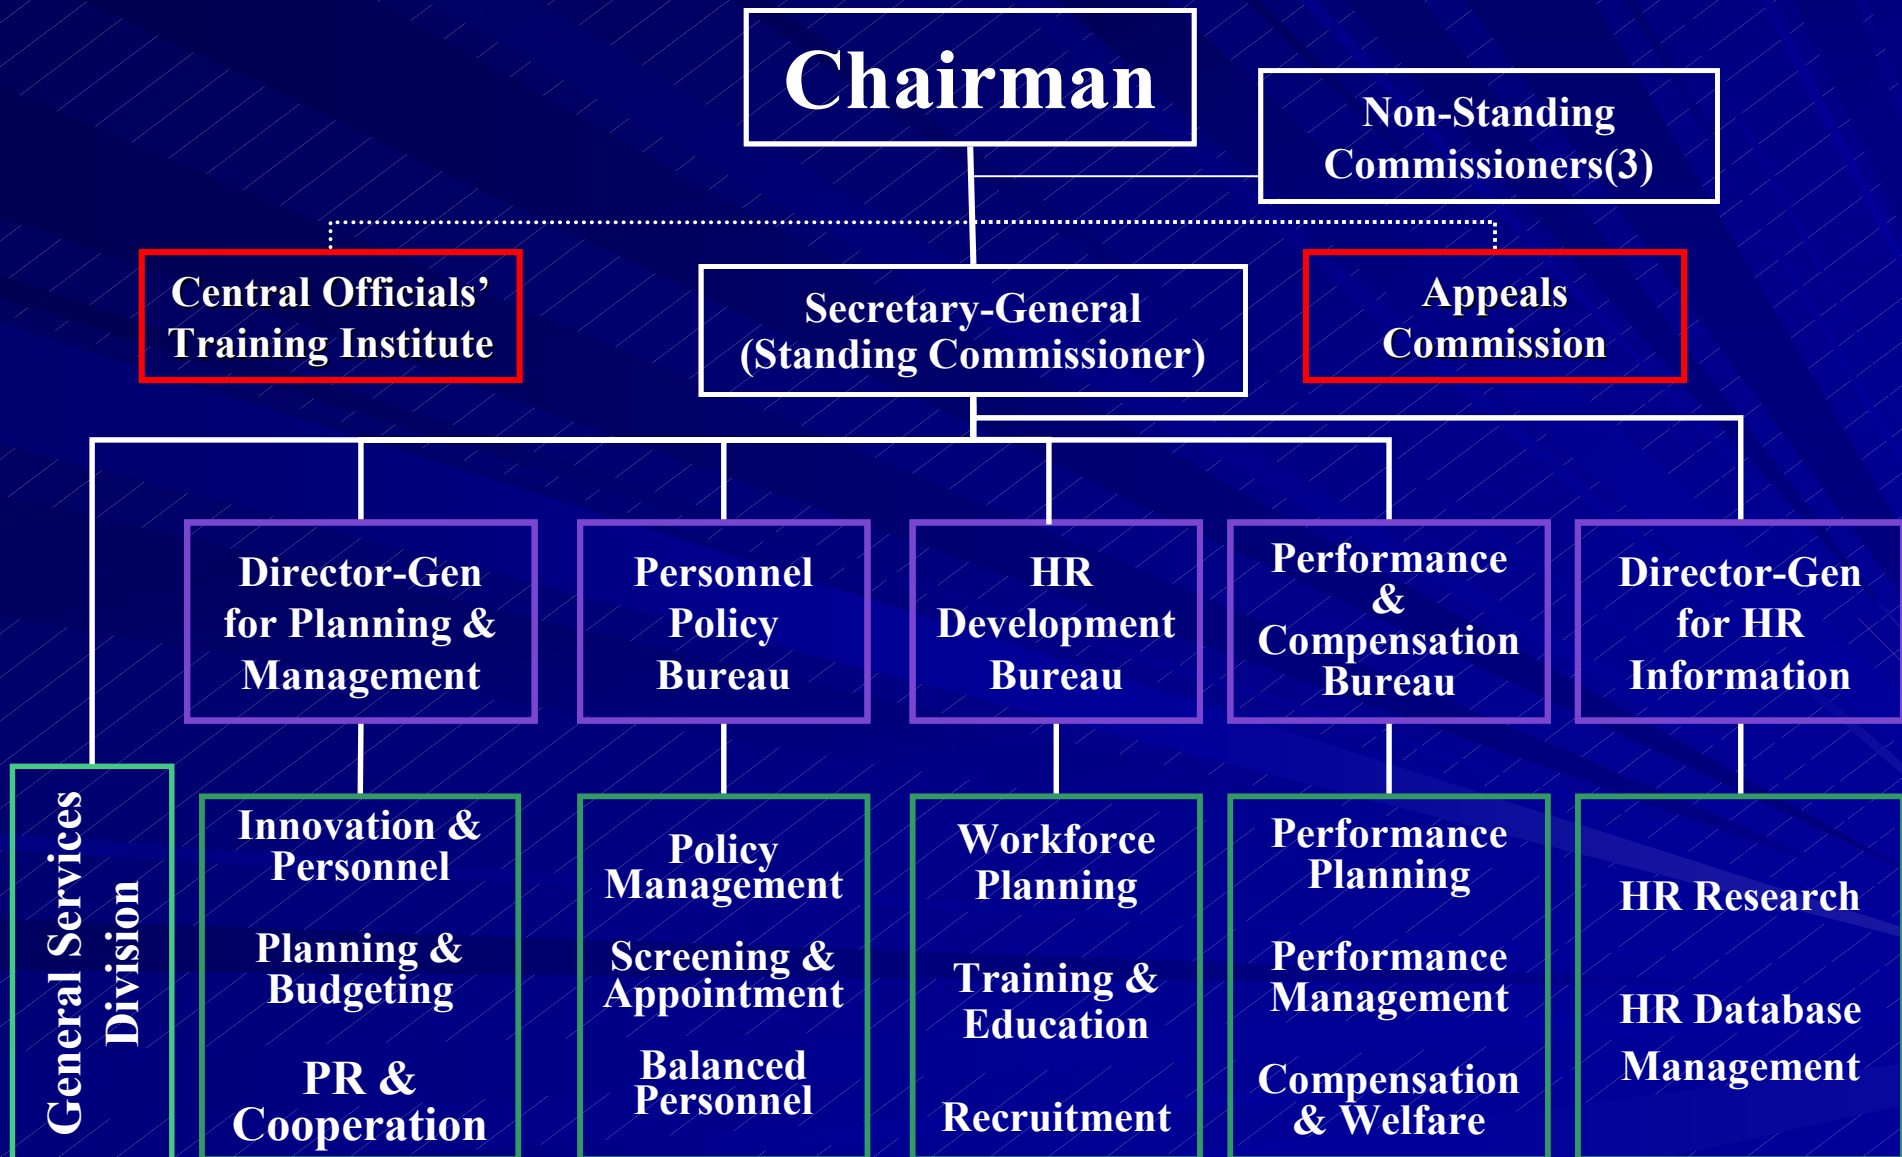 Chairman
Non-Standing
Commissioners(3)
Central Officials’
Training Institute
Secretary-General
(Standing Commissioner)
Appeals
Commission
Director-Gen
for Planning &
Management
Personnel
Policy
Bureau
HR
Development
Bureau
Performance
&
Compensation
Bureau
Director-Gen
for HR
Information
General Services
Division
Innovation &
Personnel
Planning &
Budgeting
PR &
Cooperation
Policy
Management
Screening &
Appointment
Balanced
Personnel
Workforce
Planning
Training &
Education
Recruitment
Performance
Planning
Performance
Management
Compensation
& Welfare
HR Research
HR Database
Management